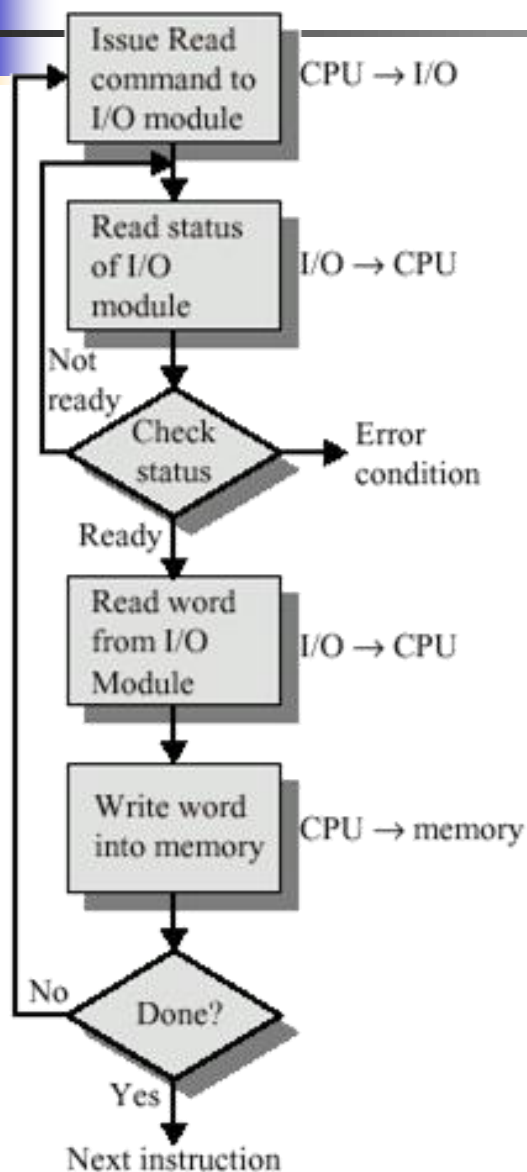 Issue Read
command to
I/O module
CPU → I/O
Read status
of I/O
module
I/O → CPU
Not
ready
Check
status
Error
condition
Ready
Read word
from I/O
Module
I/O → CPU
Write word
into memory
CPU → memory
No
Done?
Yes
Next instruction